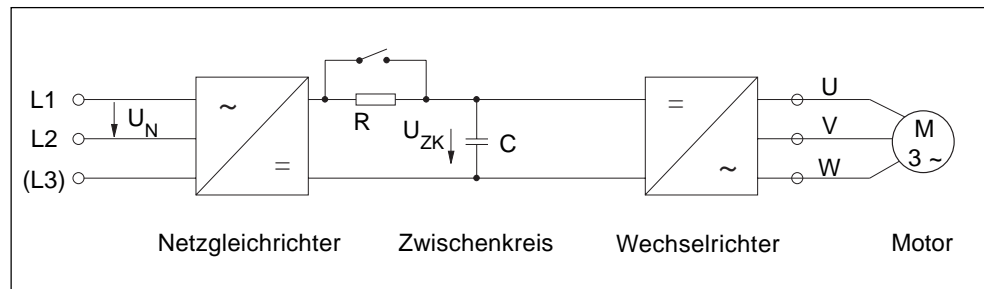 L1
L2
(L3)
U_N
~
=
R
U_ZK
C
=
~
U
V
W
M
3 ~
Netzgleichrichter
Zwischenkreis
Wechselrichter
Motor